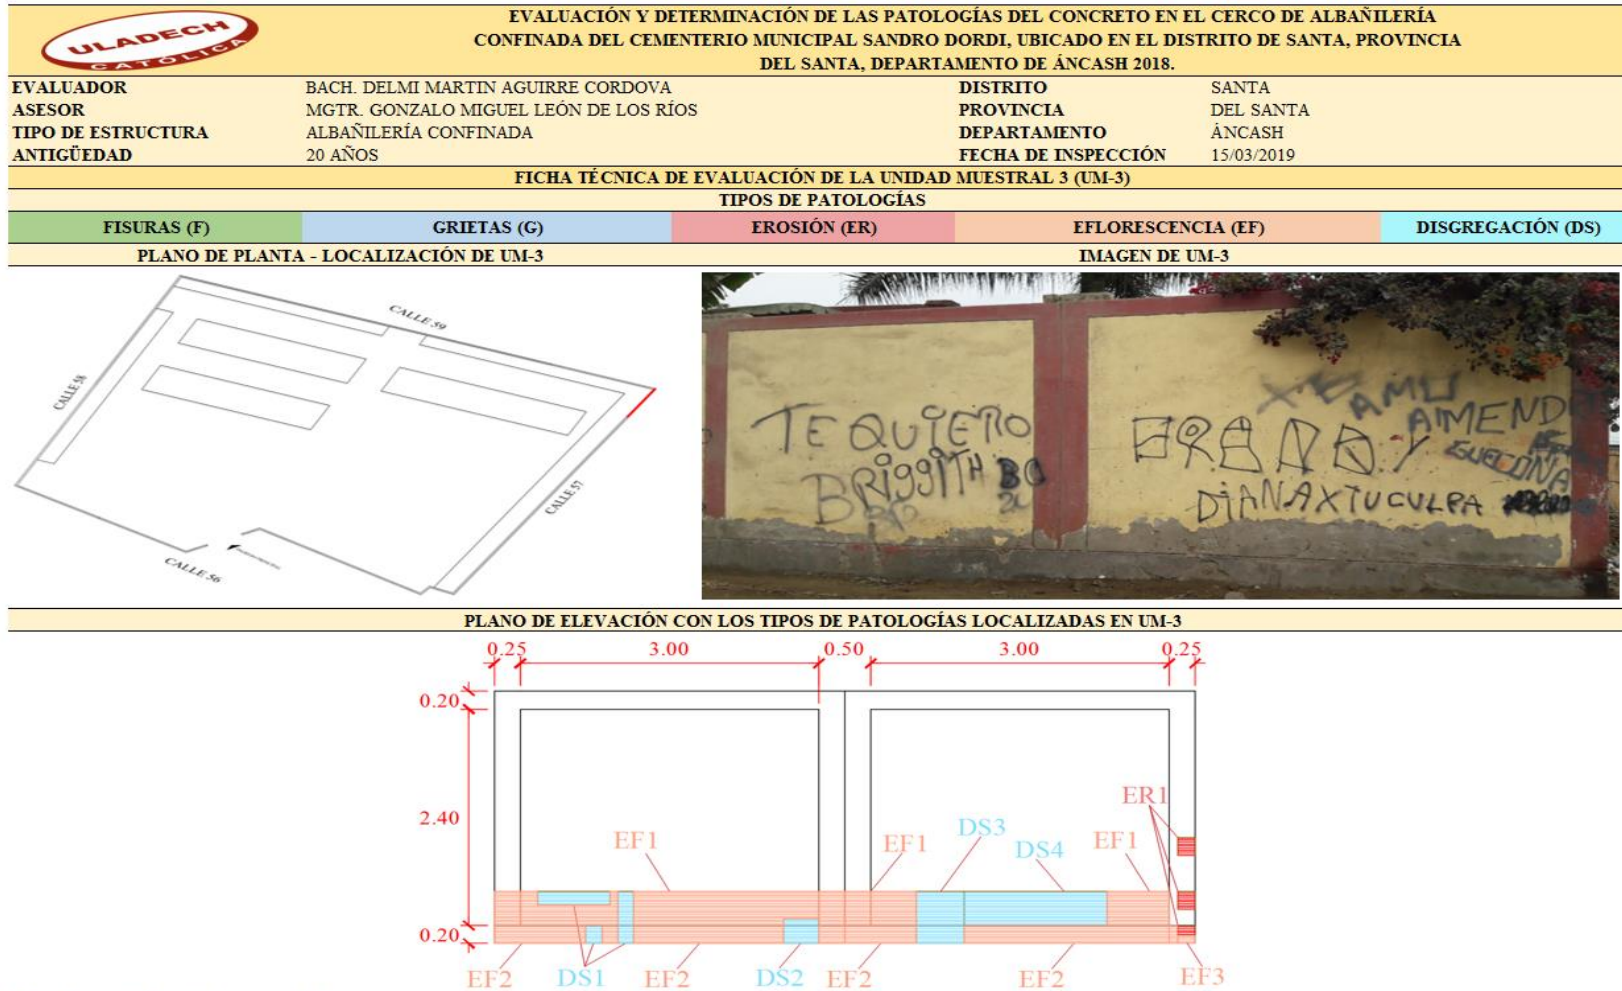 ULADECH
CATÓLICA
EVALUACIÓN Y DETERMINACIÓN DE LAS PATOLOGÍAS DEL CONCRETO EN EL CERCO DE ALBAÑILERÍA
CONFINADA DEL CEMENTERIO MUNICIPAL SANDRO DORDI, UBICADO EN EL DISTRITO DE SANTA, PROVINCIA
DEL SANTA, DEPARTAMENTO DE ÁNCASH 2018.
EVALUADOR BACH. DELMI MARTIN AGUIRRE CORDOVA DISTRITO SANTA
ASESOR MGTR. GONZALO MIGUEL LEÓN DE LOS RÍOS PROVINCIA DEL SANTA
TIPO DE ESTRUCTURA ALBAÑILERÍA CONFINADA DEPARTAMENTO ÁNCASH
ANTIGÜEDAD 20 AÑOS FECHA DE INSPECCIÓN 15/03/2019
FICHA TÉCNICA DE EVALUACIÓN DE LA UNIDAD MUESTRAL 3 (UM-3)
TIPOS DE PATOLOGÍAS
FISURAS (F) GRIETAS (G) EROSIÓN (ER) EFLORESCENCIA (EF) DISGREGACIÓN (DS)
PLANO DE PLANTA - LOCALIZACIÓN DE UM-3 IMAGEN DE UM-3
CALLE 59
CALLE 58
CALLE 57
CALLE 56
TE QUIERO
BRIGGITH
X AMU
AMEND
DIANAXTUCULPA
PLANO DE ELEVACIÓN CON LOS TIPOS DE PATOLOGÍAS LOCALIZADAS EN UM-3
0.25 3.00 0.50 3.00 0.25
0.20
2.40
0.20
ER1
EF1 EF1 DS3 DS4 EF1
EF2 DS1 EF2 DS2 EF2 EF2 EF3